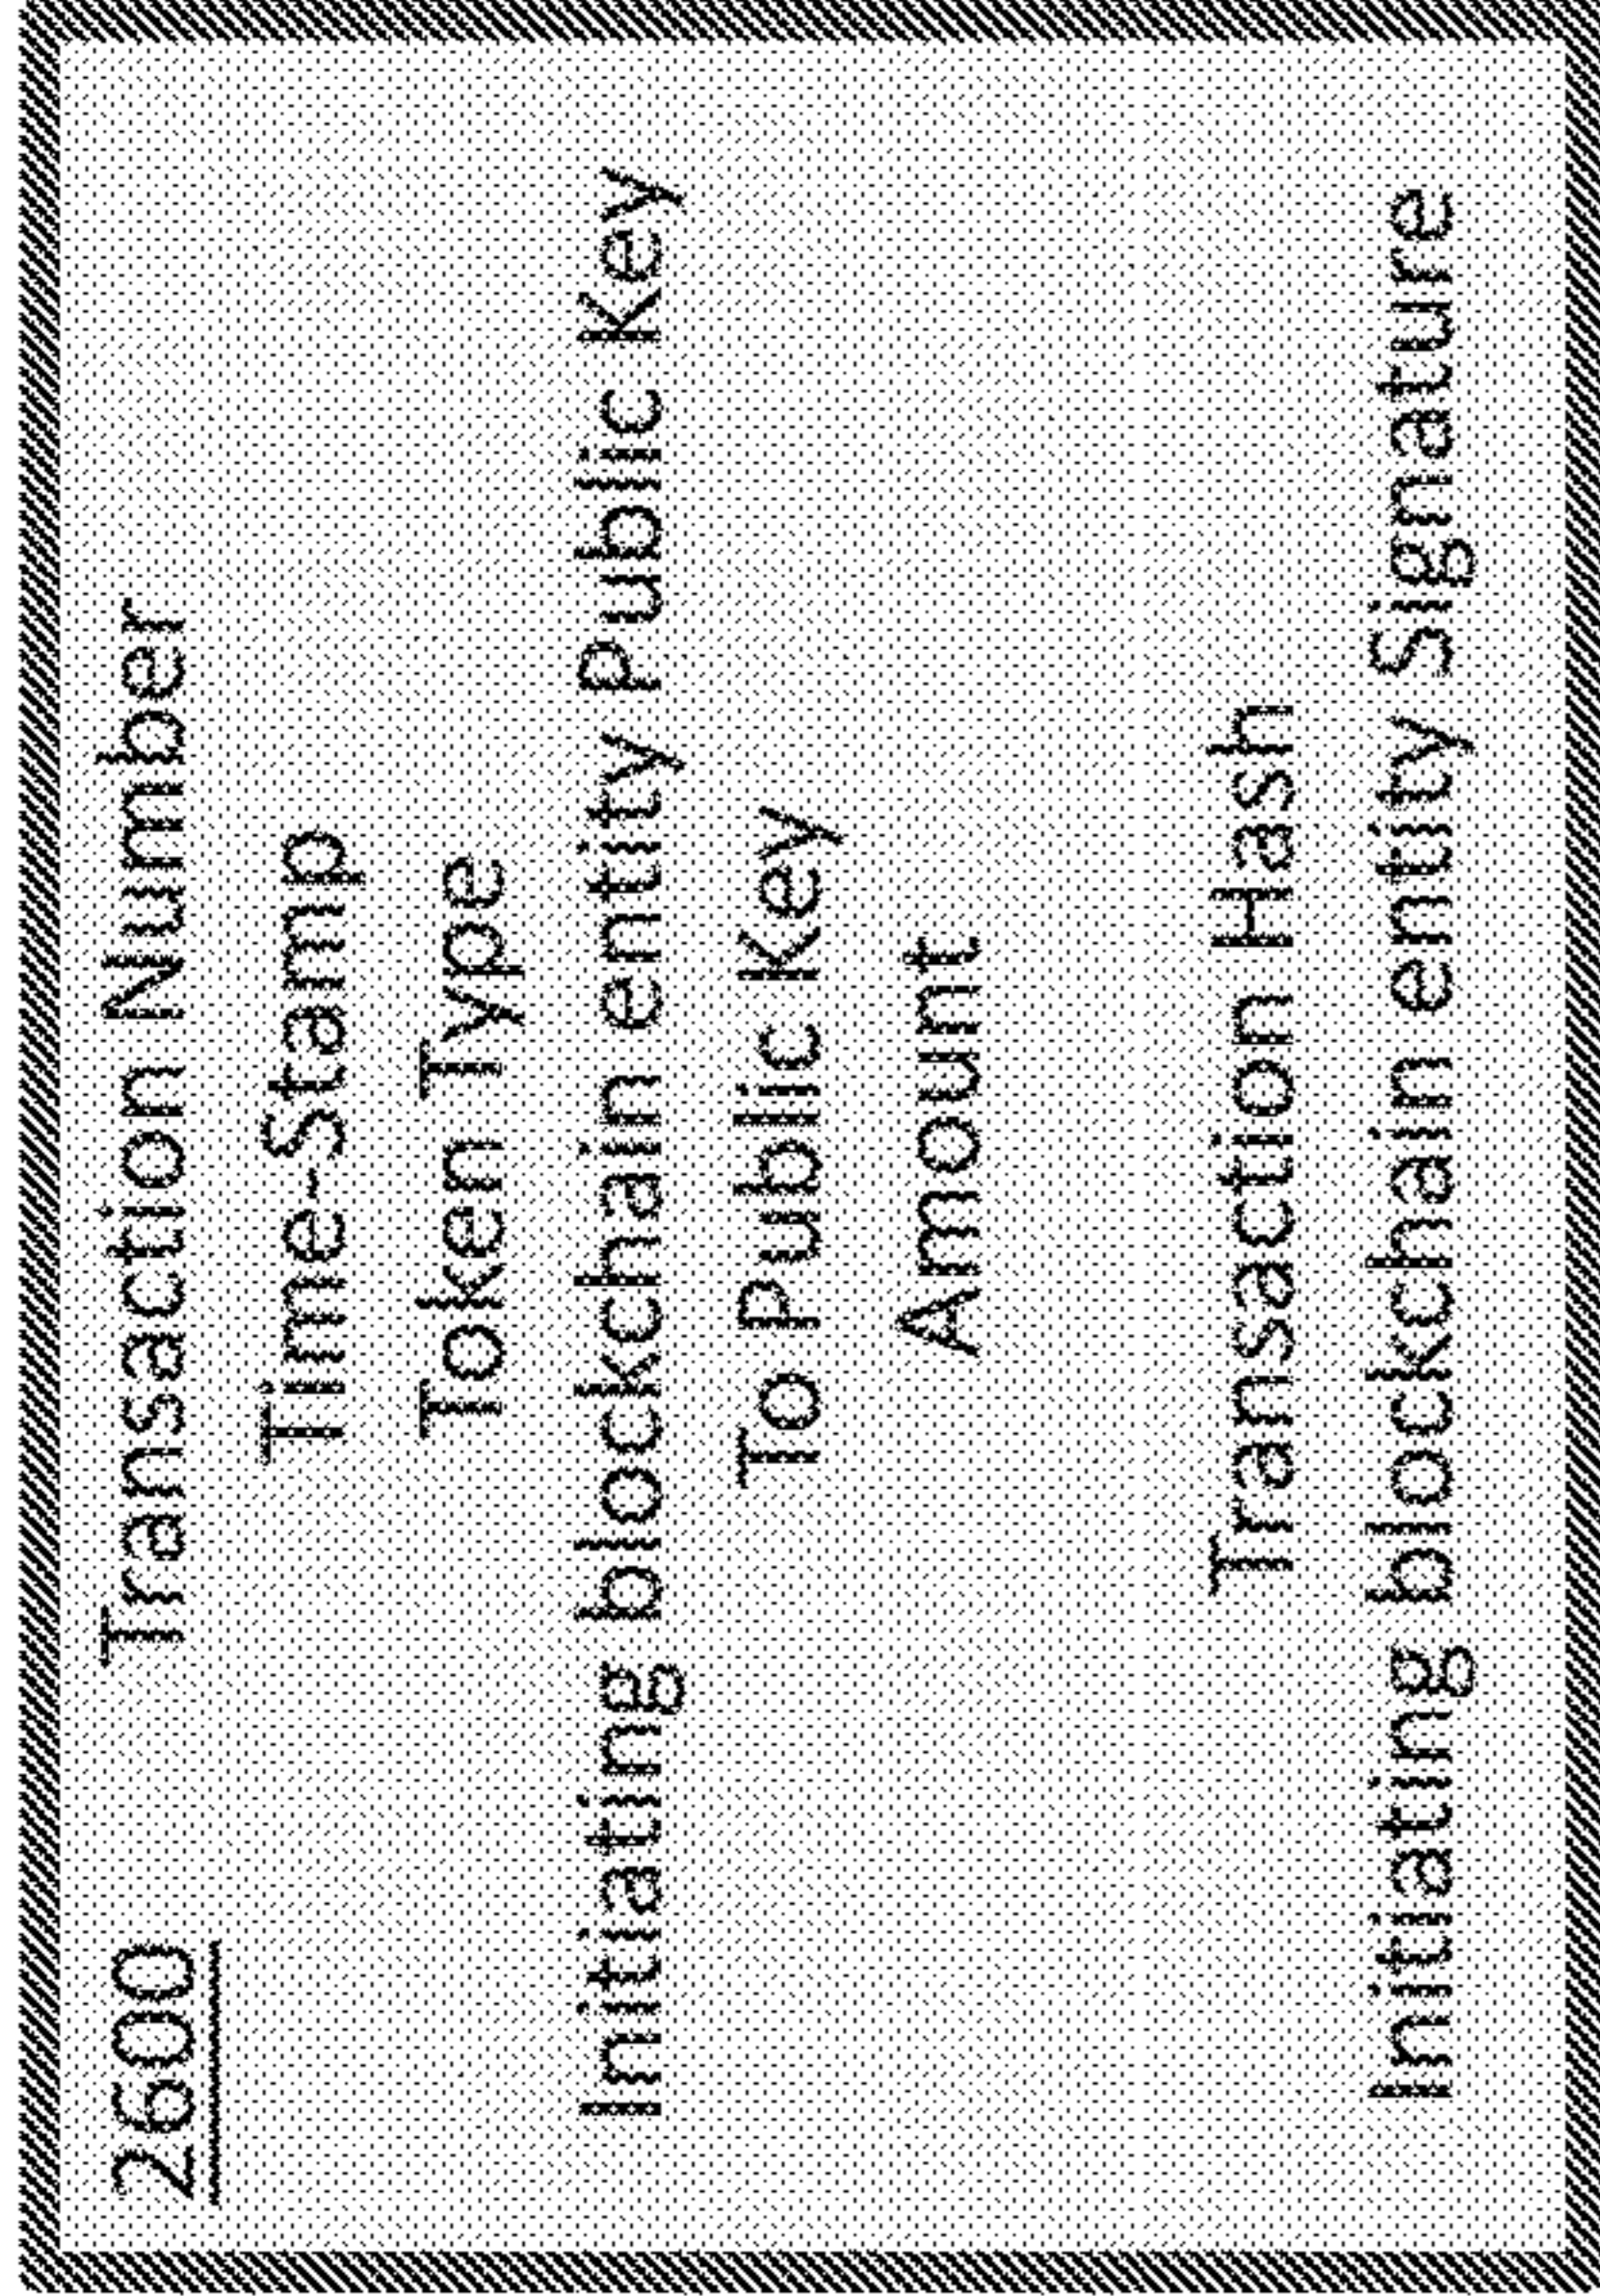 2600 Transaction Number
Time-Stamp
Token Type
Initiating blockchain entity Public Key
To Public Key
Amount
Transaction Hash
Initiating blockchain entity Signature